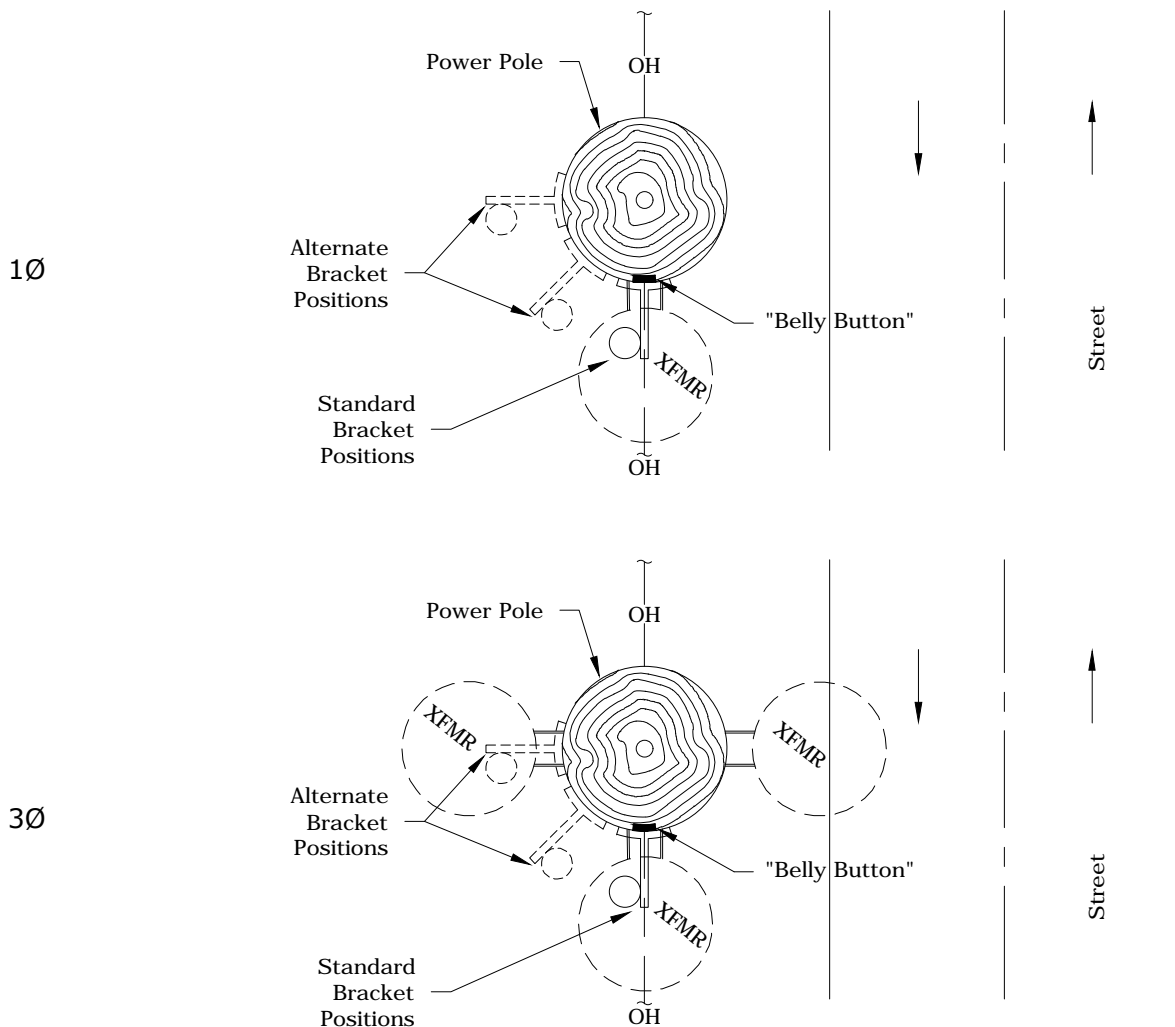 Power Pole
OH
Alternate
Bracket
Positions
1Ø
"Belly Button"
Street
XFMR
Standard
Bracket
Positions
OH
Power Pole
OH
XFMR
XFMR
Alternate
Bracket
Positions
3Ø
"Belly Button"
Street
XFMR
Standard
Bracket
Positions
OH